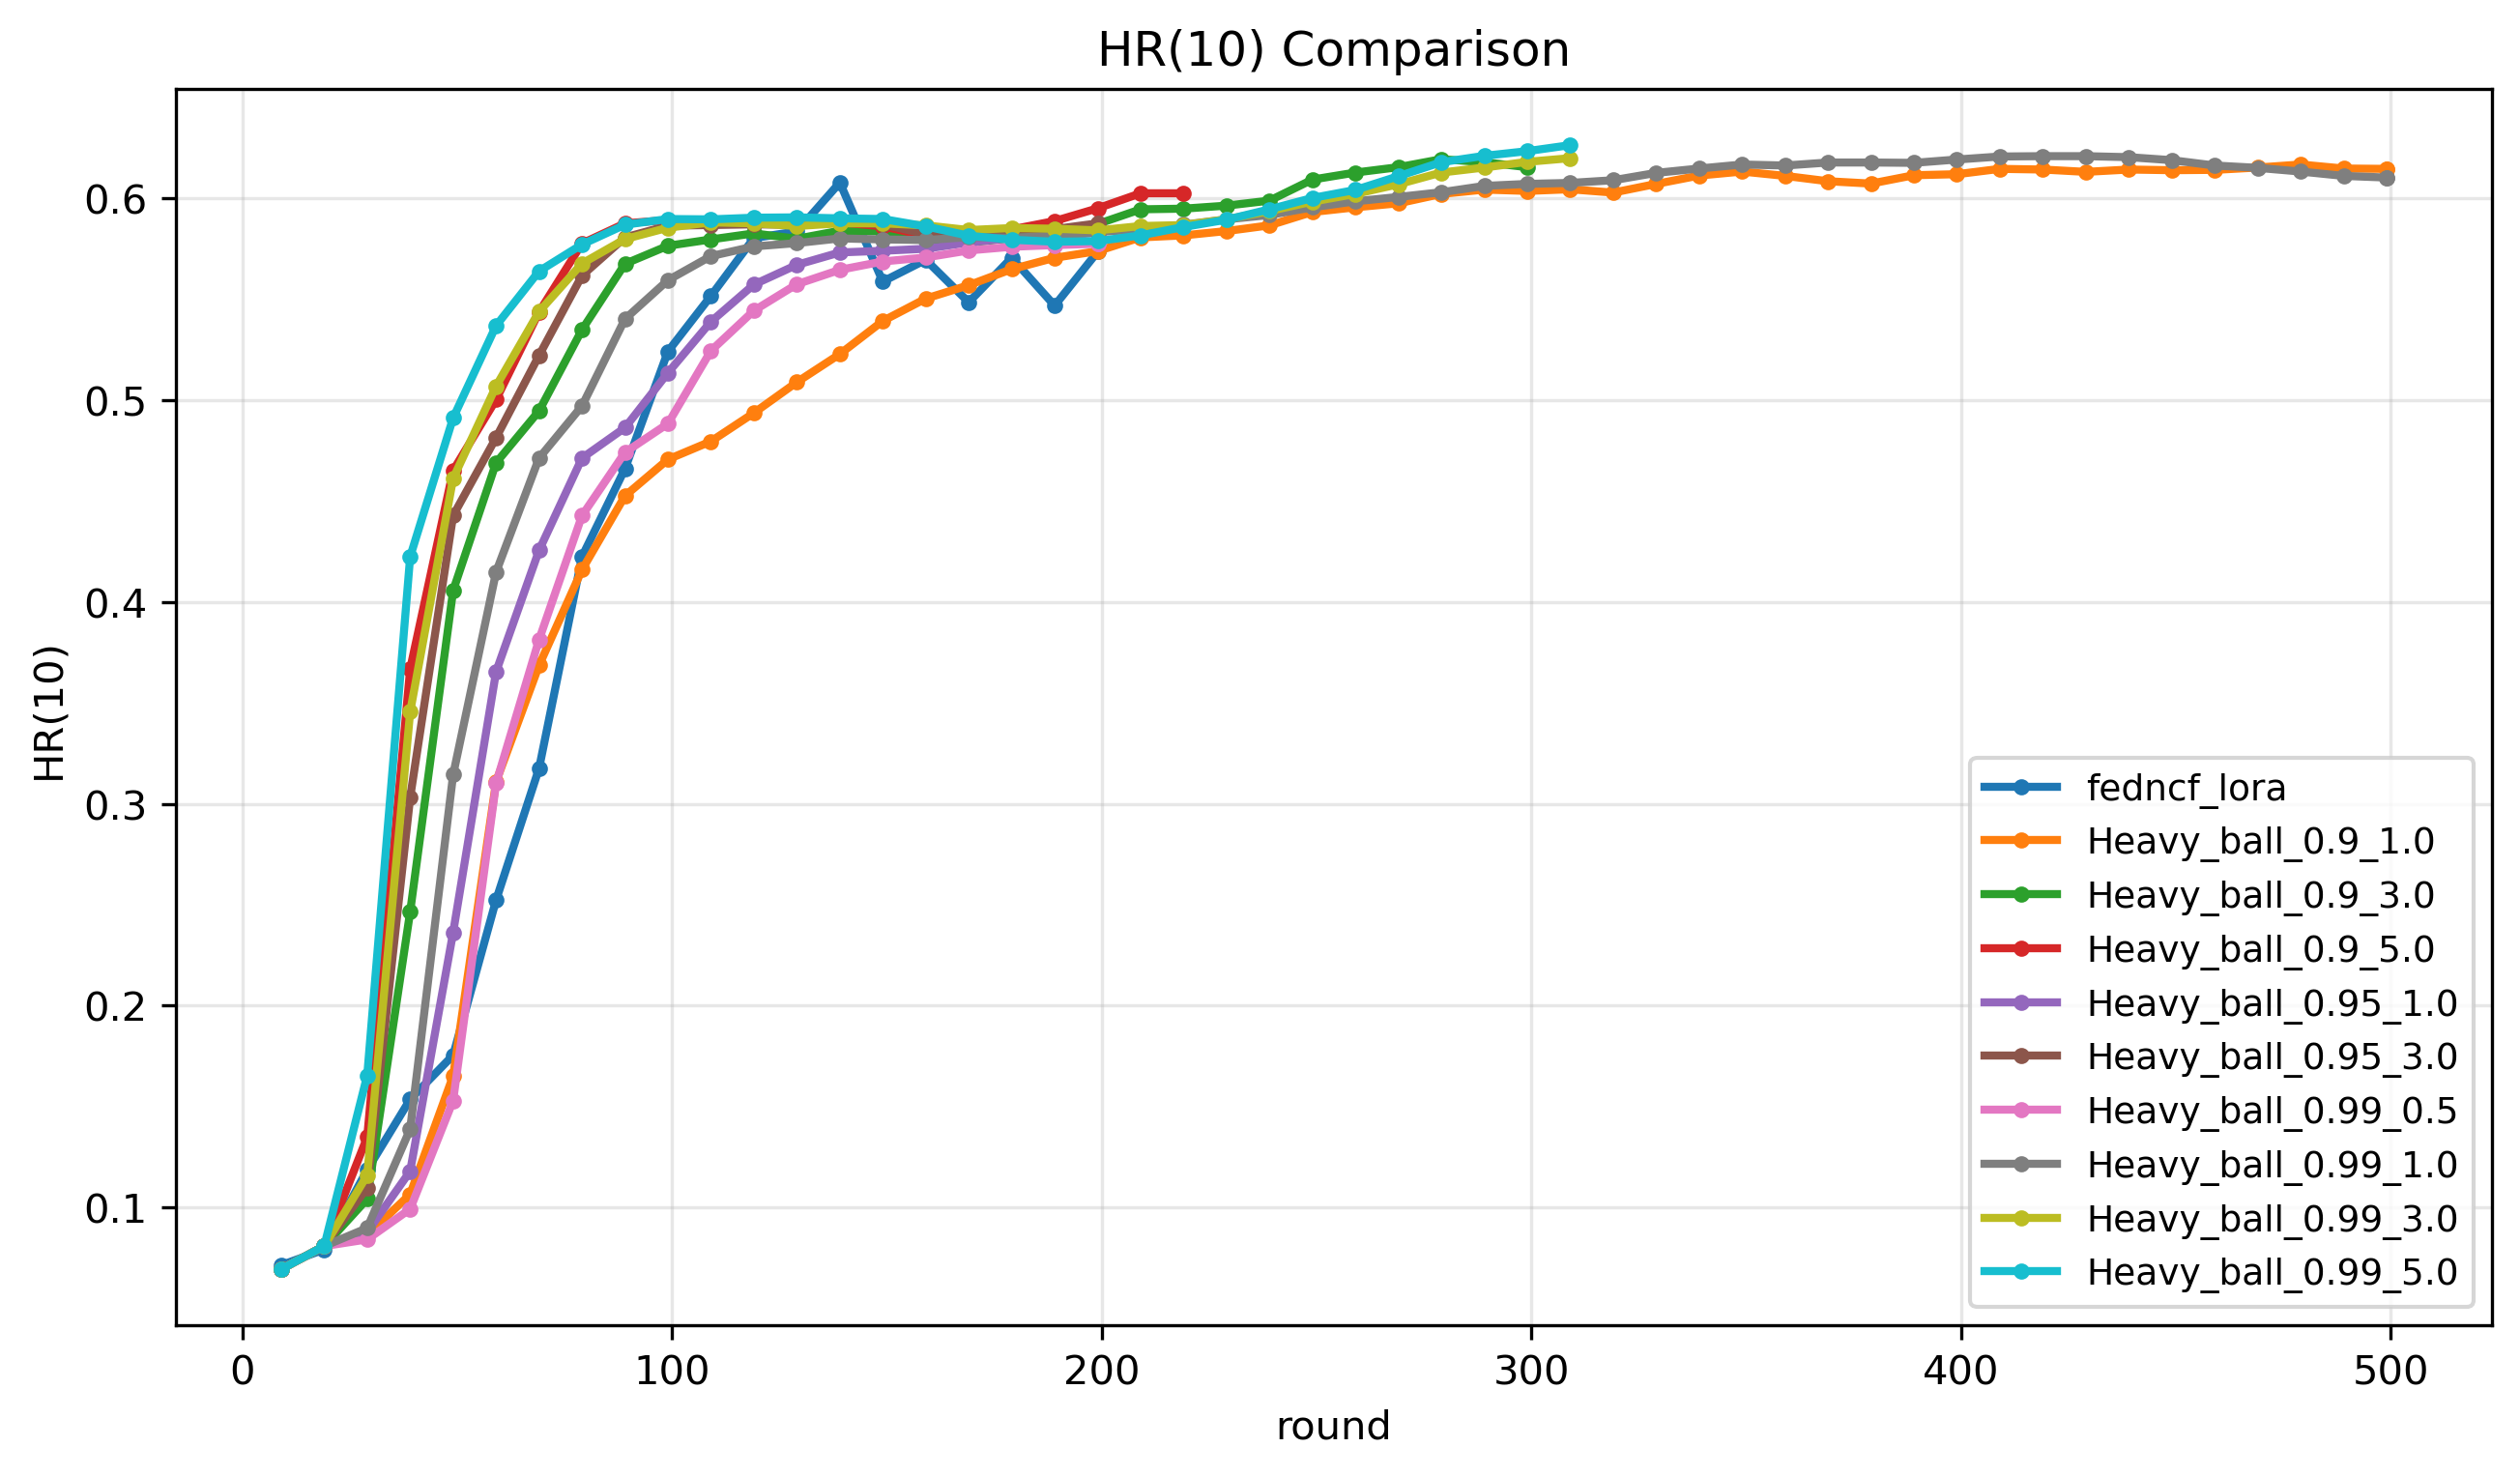 HR(10) Comparison
HR(10)
0.6
0.5
0.4
0.3
0.2
0.1
0 100 200 300 400 500
round
fedncf_lora
Heavy_ball_0.9_1.0
Heavy_ball_0.9_3.0
Heavy_ball_0.9_5.0
Heavy_ball_0.95_1.0
Heavy_ball_0.95_3.0
Heavy_ball_0.99_0.5
Heavy_ball_0.99_1.0
Heavy_ball_0.99_3.0
Heavy_ball_0.99_5.0